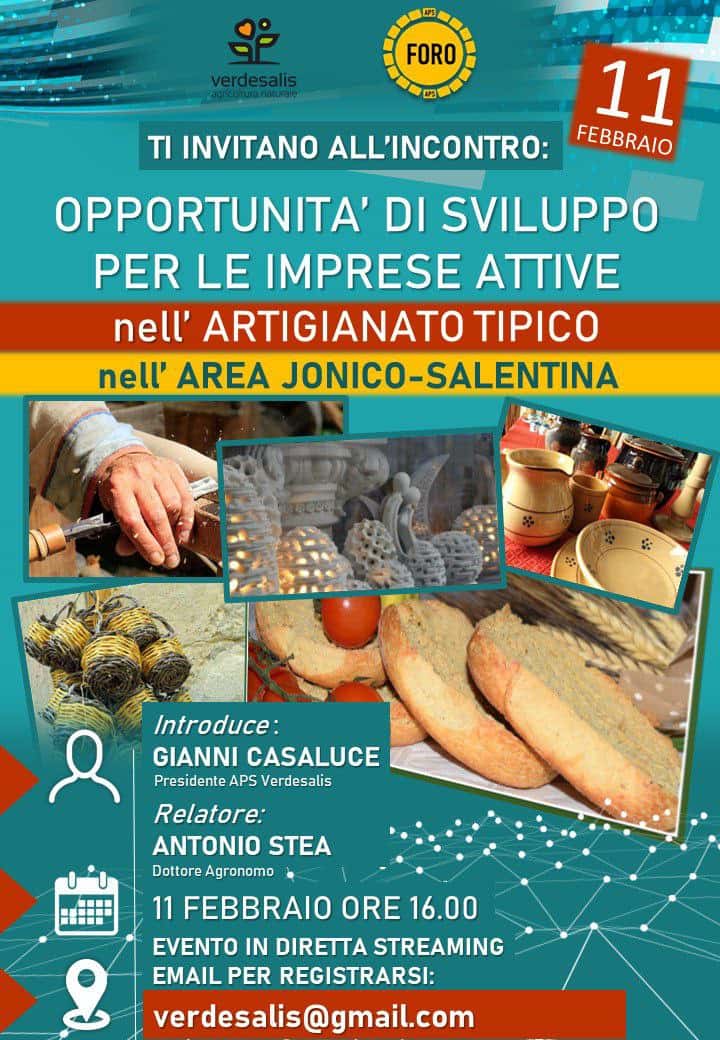 verdesalis
agricoltura naturale
APS
FORO
APS
11
FEBBRAIO
TI INVITANO ALL'INCONTRO:
OPPORTUNITA' DI SVILUPPO
PER LE IMPRESE ATTIVE
nell' ARTIGIANATO TIPICO
nell' AREA JONICO-SALENTINA
Introduce:
GIANNI CASALUCE
Presidente APS Verdesalis
Relatore:
ANTONIO STEA
Dottore Agronomo
11 FEBBRAIO ORE 16.00
EVENTO IN DIRETTA STREAMING
EMAIL PER REGISTRARSI:
verdesalis@gmail.com